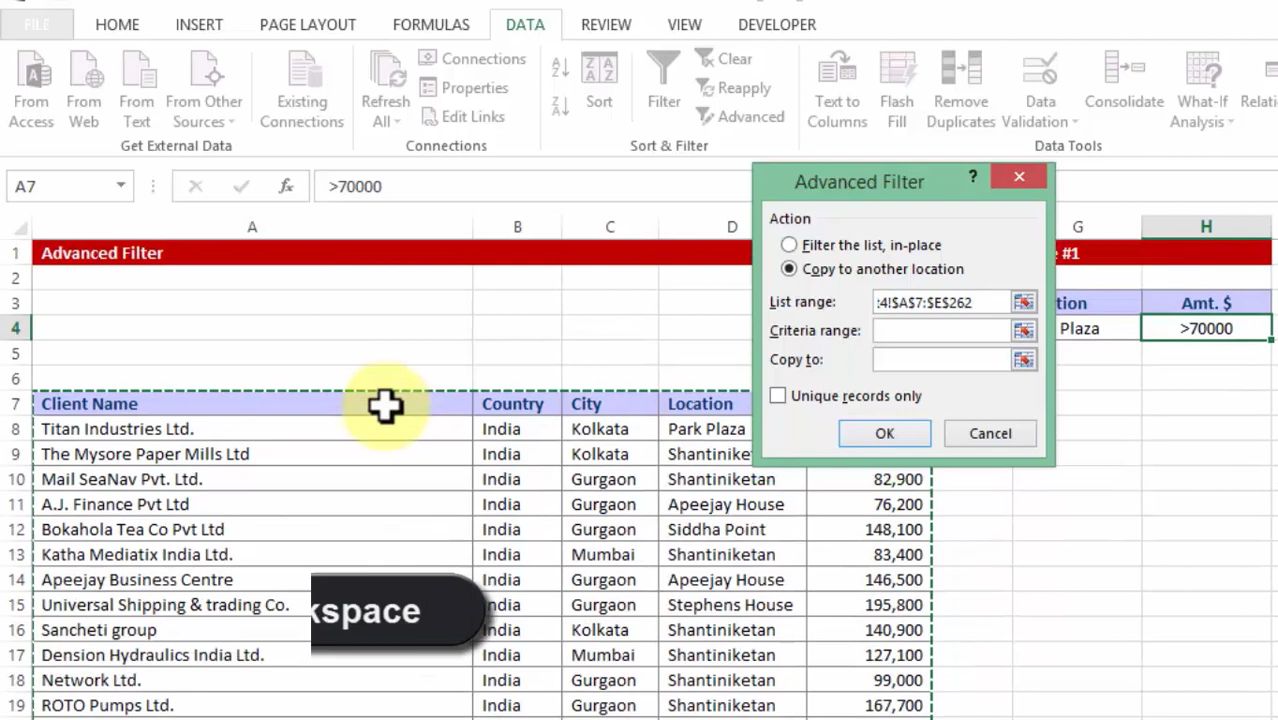 FILE HOME INSERT PAGE LAYOUT FORMULAS DATA REVIEW VIEW DEVELOPER
From Access
From Web
From Text
From Other Sources
Existing Connections
Get External Data
Refresh All
Connections
Properties
Edit Links
Connections
Sort
Filter
Clear
Reapply
Advanced
Sort & Filter
Text to Columns
Flash Fill
Remove Duplicates
Data Validation
Consolidate
What-If Analysis
Data Tools
A7 fx >70000
A B C D G H
1 Advanced Filter #1
2
3 Amt. $
4 Plaza >70000
5
6
7 Client Name Country City Location
8 Titan Industries Ltd. India Kolkata Park Plaza
9 The Mysore Paper Mills Ltd India Kolkata Shantiniketan
10 Mail SeaNav Pvt. Ltd. India Gurgaon Shantiniketan 82,900
11 A.J. Finance Pvt Ltd India Gurgaon Apeejay House 76,200
12 Bokahola Tea Co Pvt Ltd India Gurgaon Siddha Point 148,100
13 Katha Mediatix India Ltd. India Mumbai Shantiniketan 83,400
14 Apeejay Business Centre India Gurgaon Apeejay House 146,500
15 Universal Shipping & trading Co. India Gurgaon Stephens House 195,800
16 Sancheti group India Kolkata Shantiniketan 140,900
17 Dension Hydraulics India Ltd. India Mumbai Shantiniketan 127,100
18 Network Ltd. India Gurgaon Shantiniketan 99,000
19 ROTO Pumps Ltd. India Gurgaon Shantiniketan 167,700
Advanced Filter ?
Action
Filter the list, in-place
Copy to another location
List range: :4!$A$7:$E$262
Criteria range:
Copy to:
Unique records only
OK Cancel
kspace